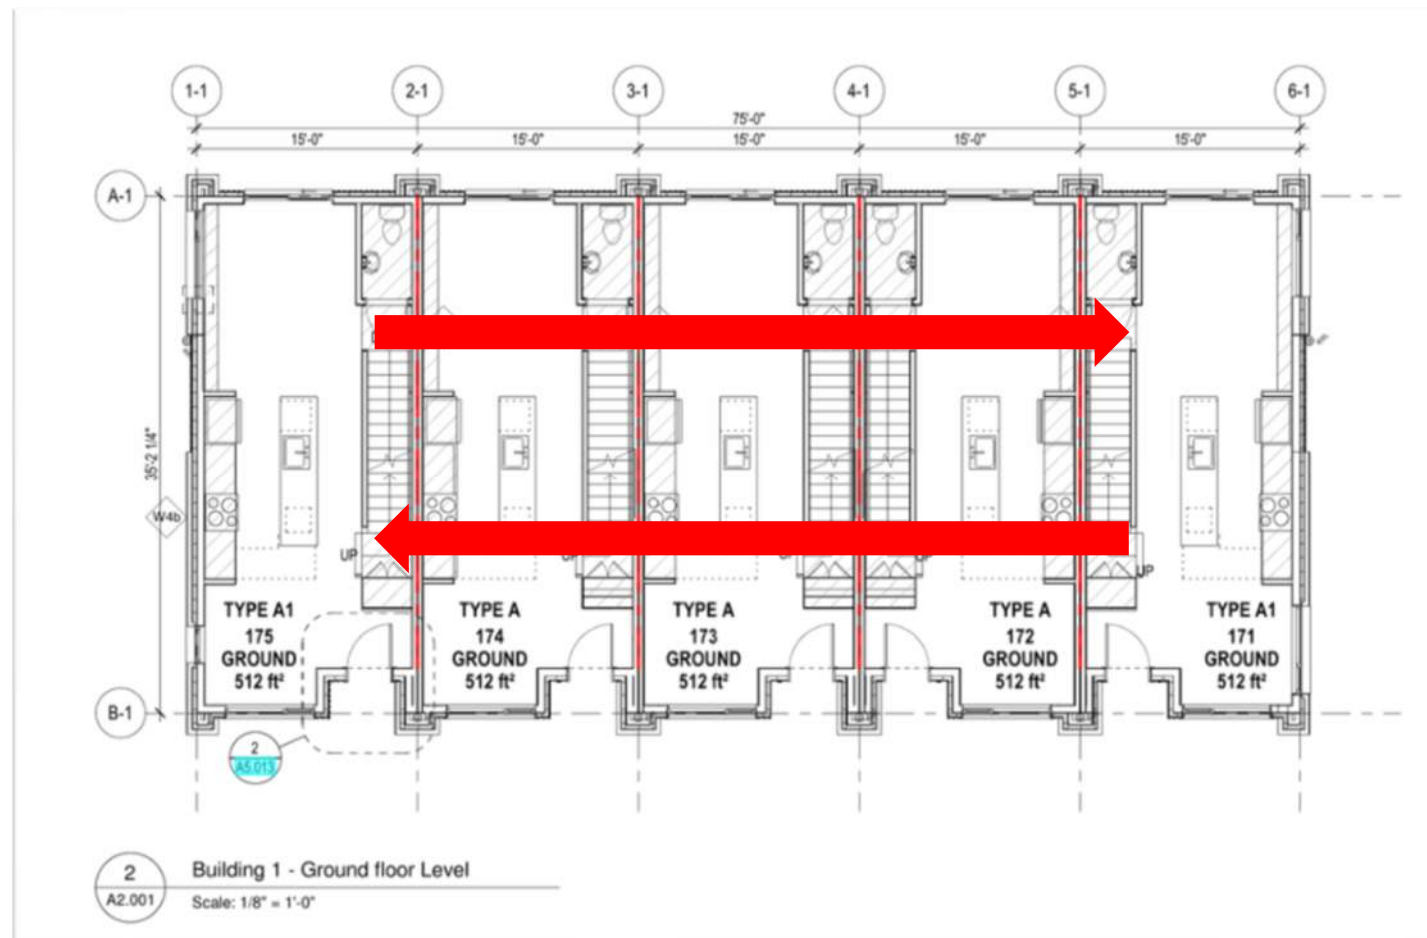 1-1
2-1
3-1
4-1
5-1
6-1
75'-0"
15'-0"
15'-0"
15'-0"
15'-0"
15'-0"
A-1
35'-2 1/4"
W4b
UP
UP
TYPE A1
175
GROUND
512 ft²
TYPE A
174
GROUND
512 ft²
TYPE A
173
GROUND
512 ft²
TYPE A
172
GROUND
512 ft²
TYPE A1
171
GROUND
512 ft²
B-1
2
A5.013
2
A2.001
Building 1 - Ground floor Level
Scale: 1/8" = 1'-0"